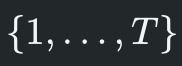 {1, . . . , T}